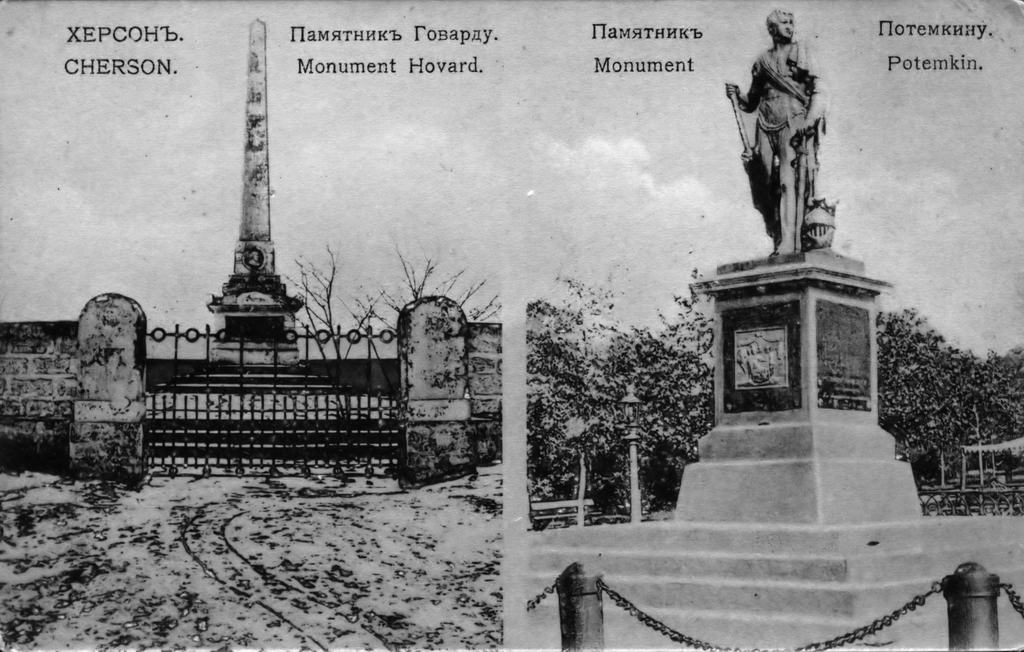 ХЕРСОНЪ.
CHERSON.
Памятникъ Говарду.
Monument Hovard.
Памятникъ Потемкину.
Monument Potemkin.